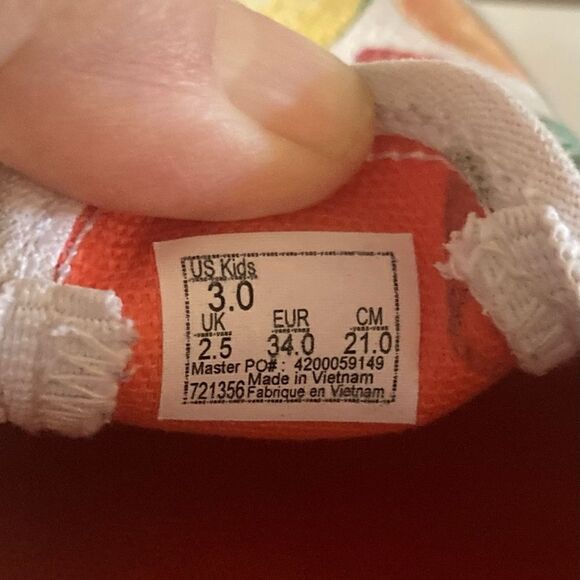 US Kids
3.0
UK EUR CM
2.5 34.0 21.0
Master PO# : 4200059149
Made in Vietnam
721356 Fabrique en Vietnam